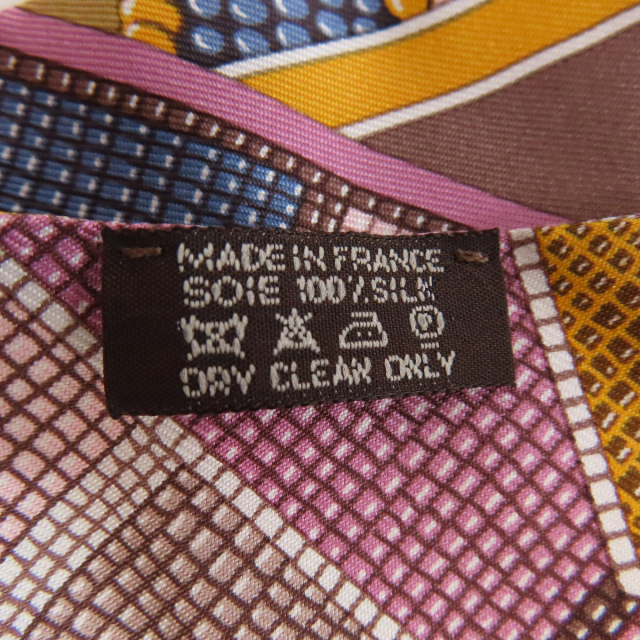 MADE IN FRANCE
SOIE 100% SILK
DRY CLEAN ONLY